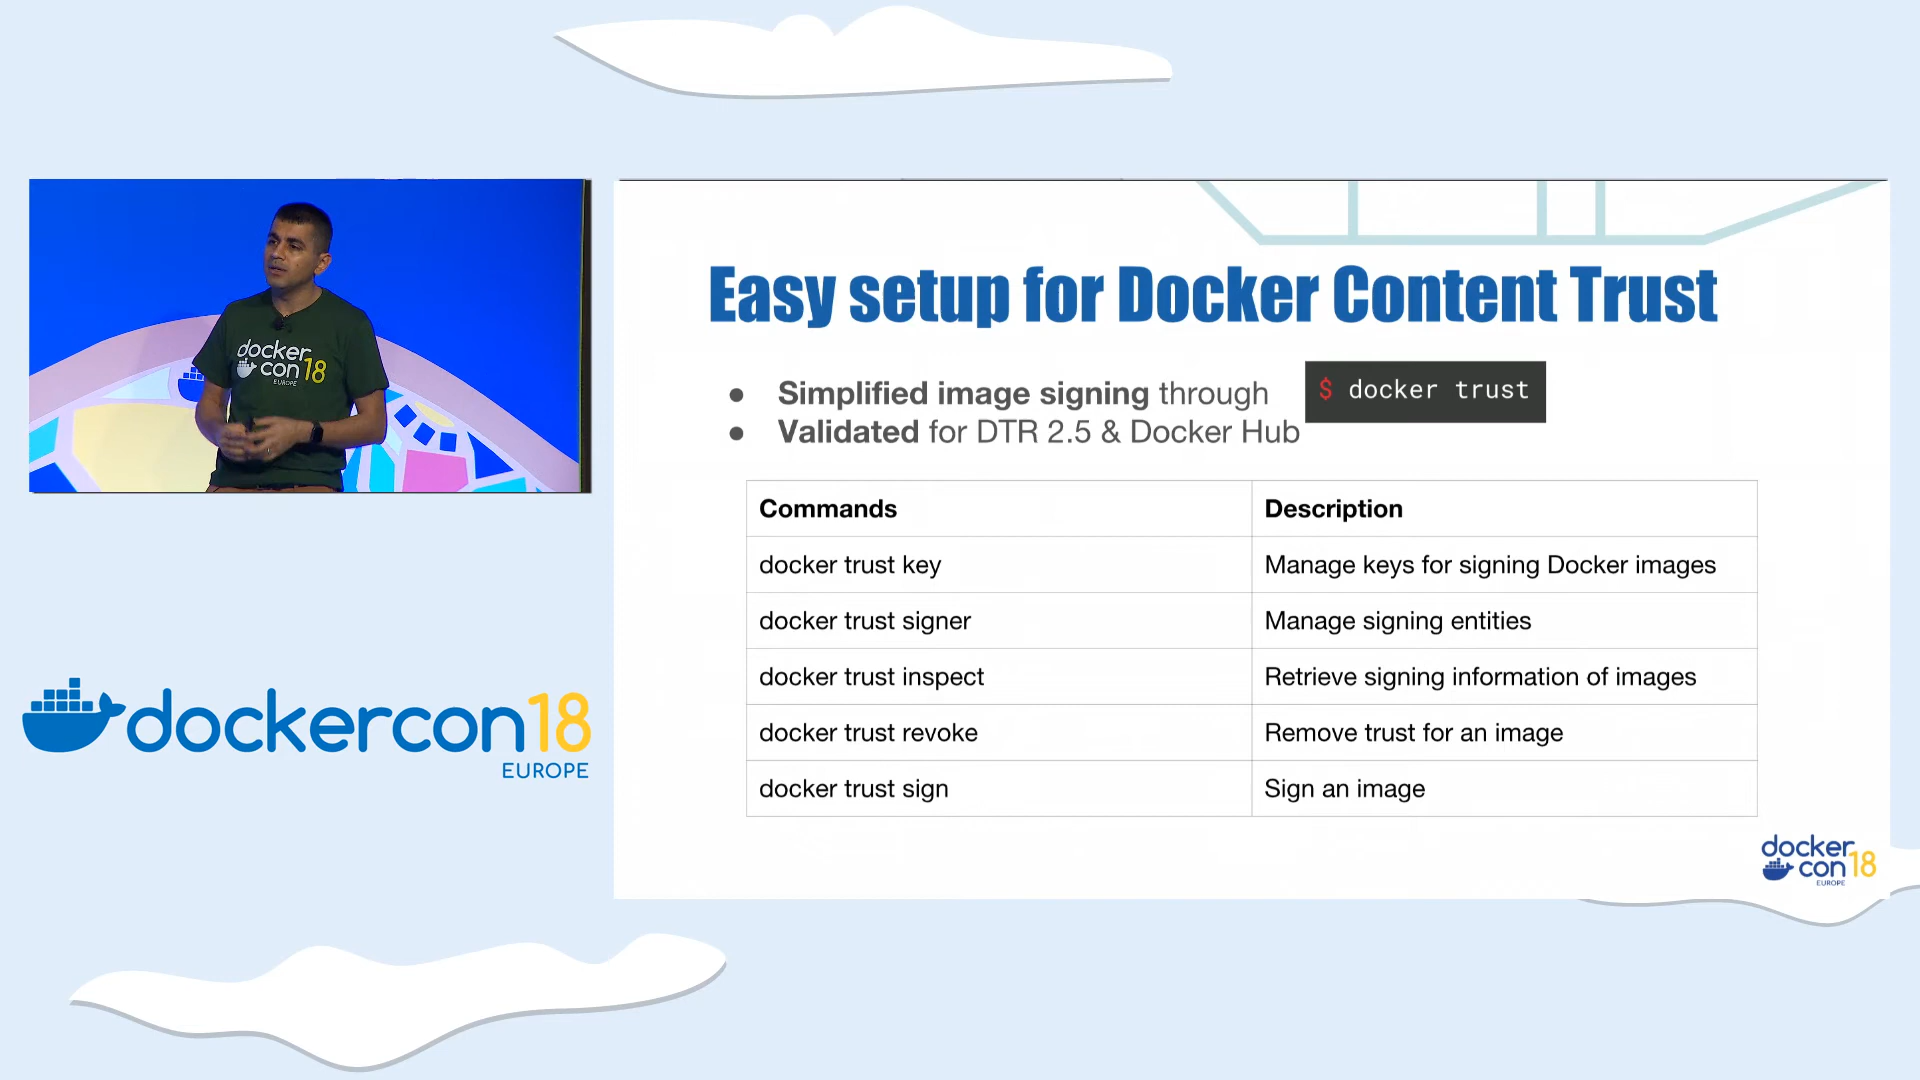 docker
con 18
EUROPE
dockercon18
EUROPE
Easy setup for Docker Content Trust
● Simplified image signing through
$ docker trust
● Validated for DTR 2.5 & Docker Hub
Commands Description
docker trust key Manage keys for signing Docker images
docker trust signer Manage signing entities
docker trust inspect Retrieve signing information of images
docker trust revoke Remove trust for an image
docker trust sign Sign an image
docker
con 18
EUROPE